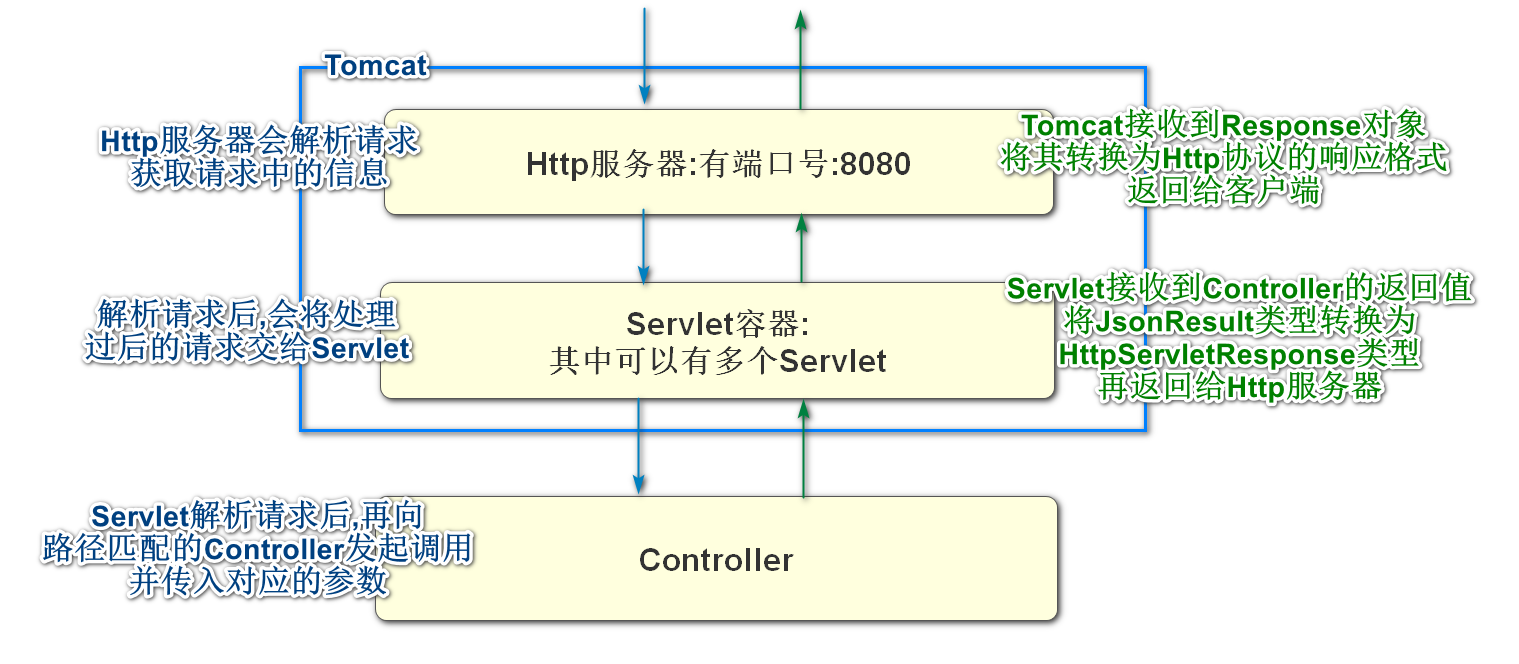 Tomcat
Http服务器会解析请求
获取请求中的信息
Http服务器:有端口号:8080
Tomcat接收到Response对象
将其转换为Http协议的响应格式
返回给客户端
解析请求后,会将处理
过后的请求交给Servlet
Servlet容器:
其中可以有多个Servlet
Servlet接收到Controller的返回值
将JsonResult类型转换为
HttpServletResponse类型
再返回给Http服务器
Servlet解析请求后,再向
路径匹配的Controller发起调用
并传入对应的参数
Controller